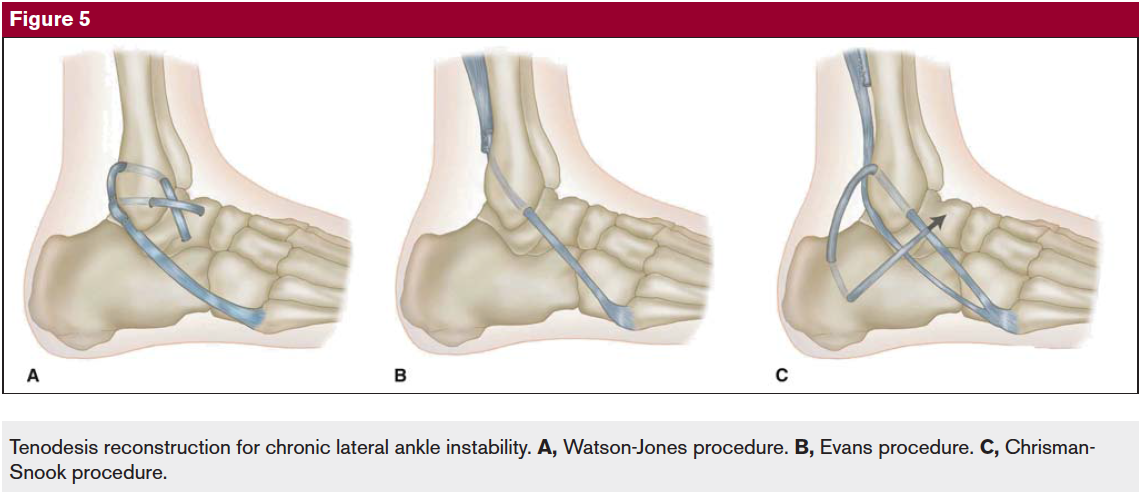 Figure 5
A
B
C
Tenodesis reconstruction for chronic lateral ankle instability. A, Watson-Jones procedure. B, Evans procedure. C, Chrisman-
Snook procedure.